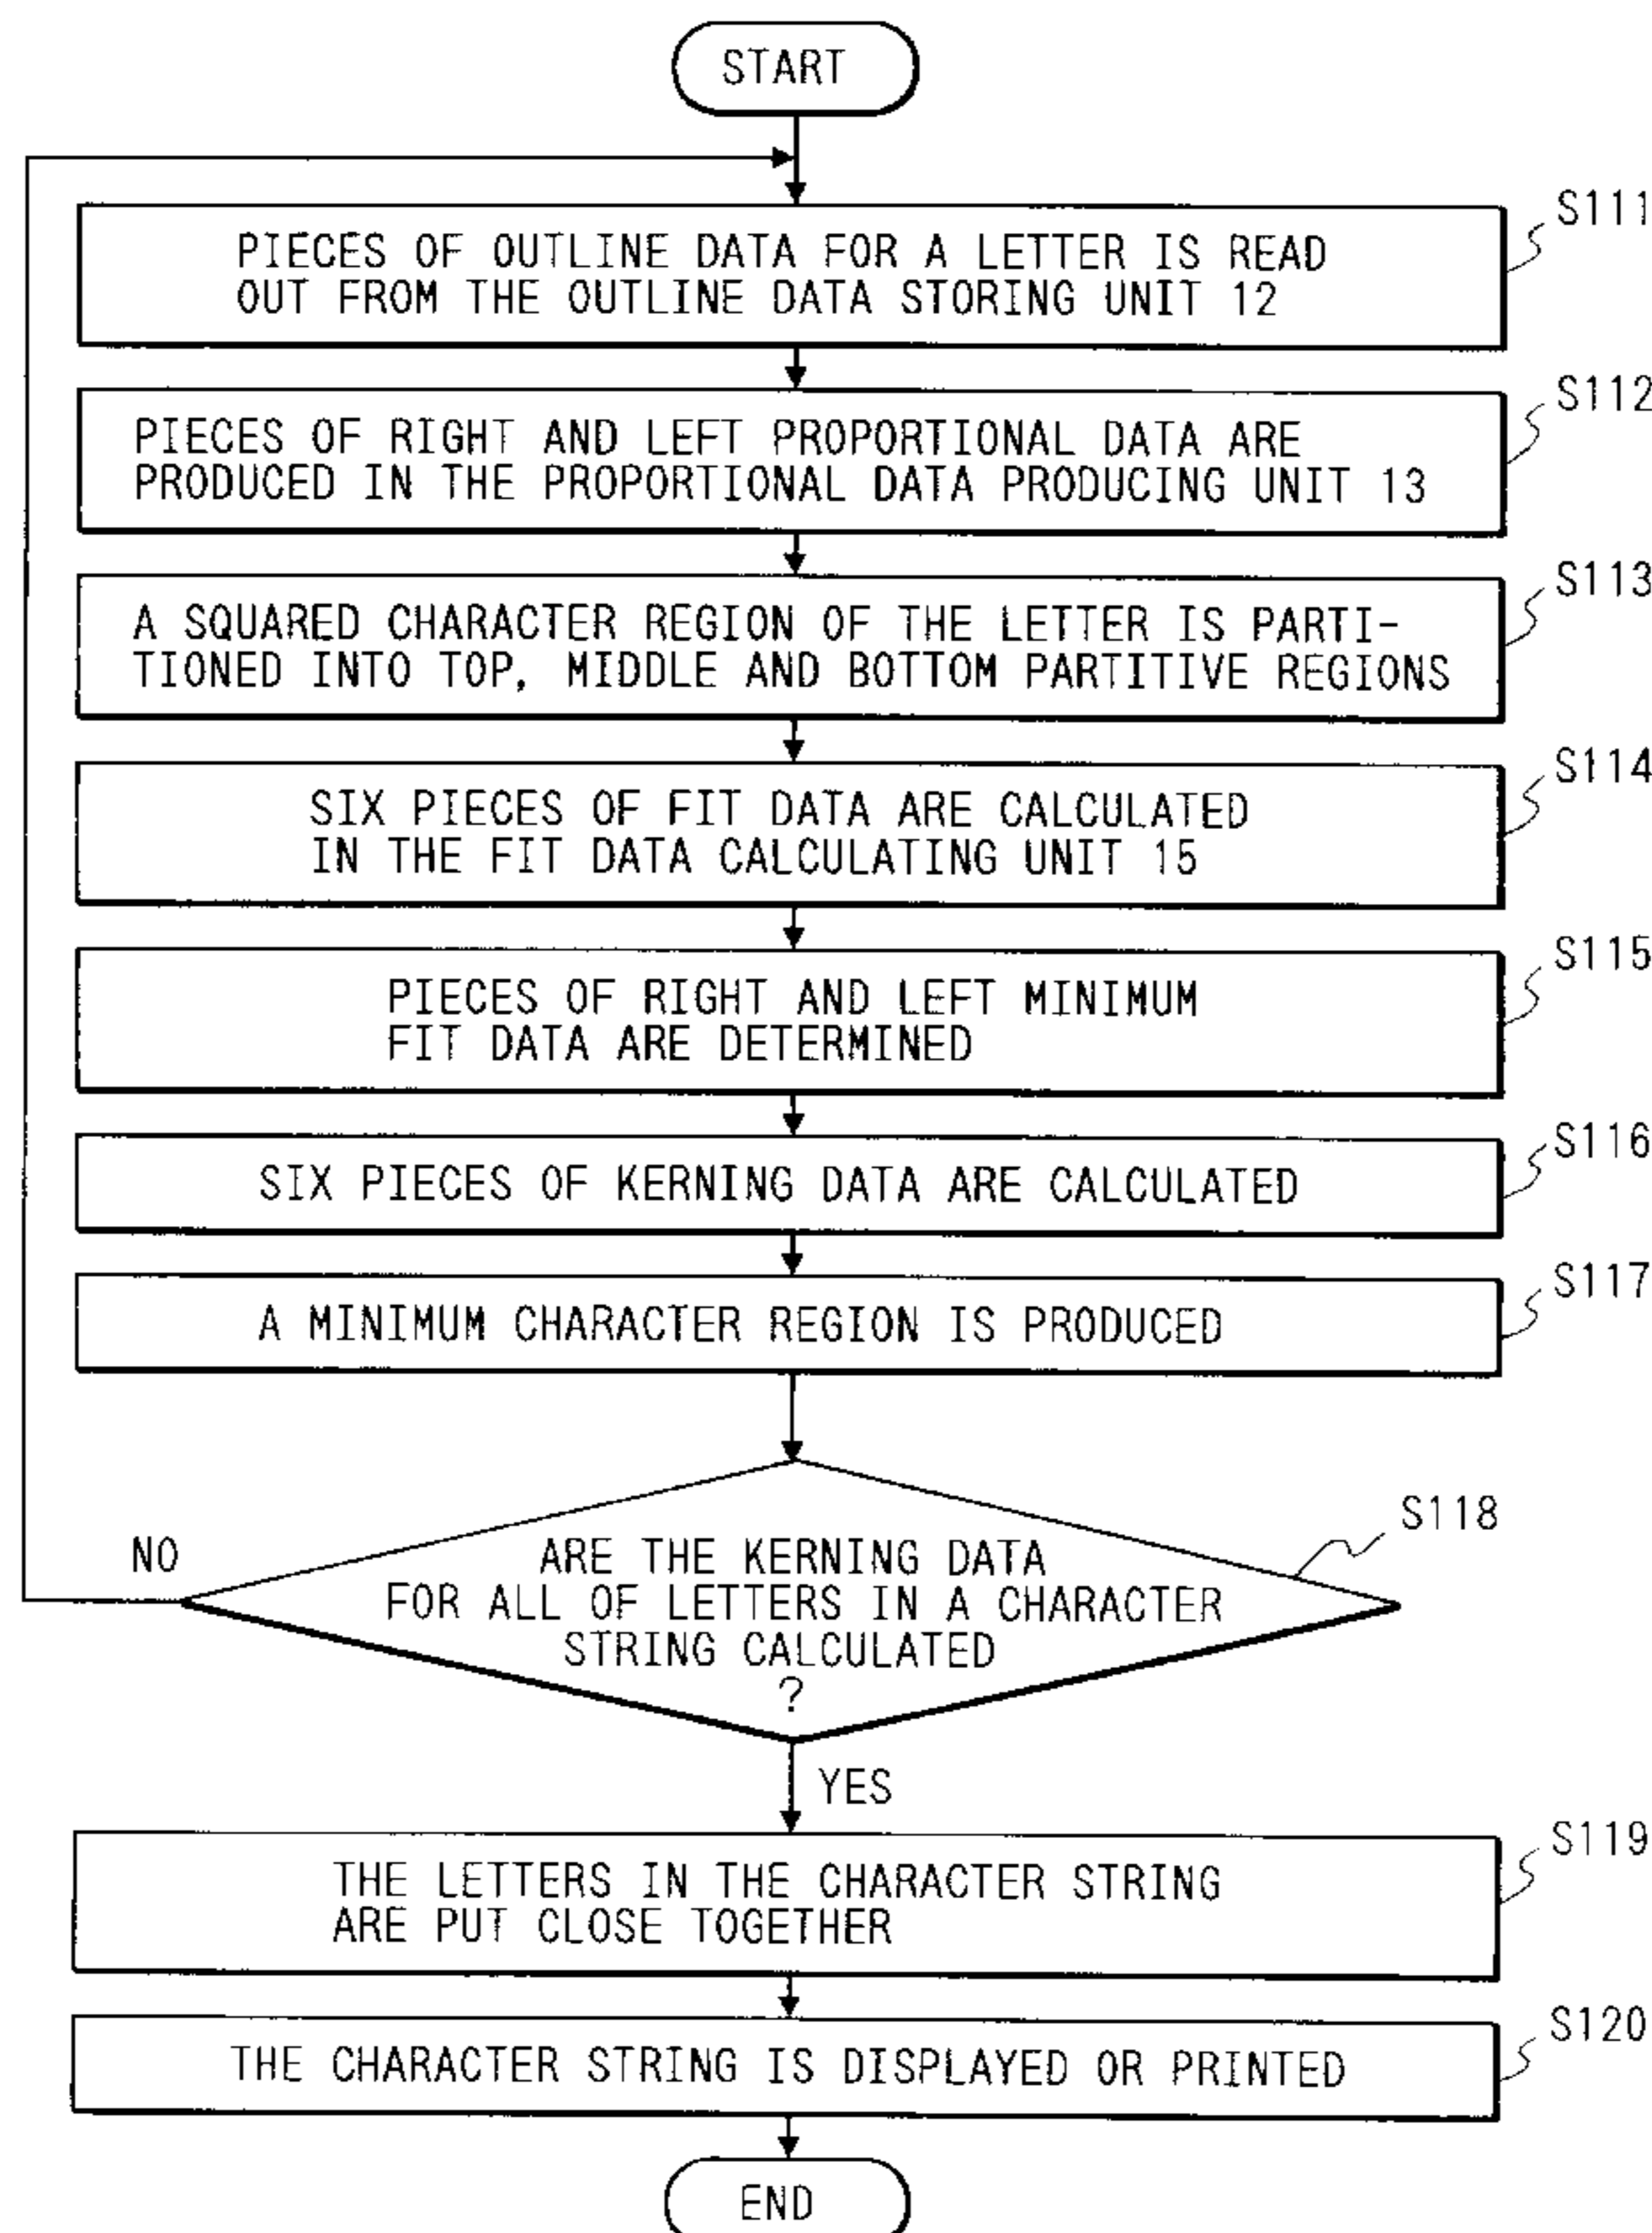 START
S111
PIECES OF OUTLINE DATA FOR A LETTER IS READ
OUT FROM THE OUTLINE DATA STORING UNIT 12
S112
PIECES OF RIGHT AND LEFT PROPORTIONAL DATA ARE
PRODUCED IN THE PROPORTIONAL DATA PRODUCING UNIT 13
S113
A SQUARED CHARACTER REGION OF THE LETTER IS PARTI-
TIONED INTO TOP, MIDDLE AND BOTTOM PARTITIVE REGIONS
S114
SIX PIECES OF FIT DATA ARE CALCULATED
IN THE FIT DATA CALCULATING UNIT 15
S115
PIECES OF RIGHT AND LEFT MINIMUM
FIT DATA ARE DETERMINED
S116
SIX PIECES OF KERNING DATA ARE CALCULATED
S117
A MINIMUM CHARACTER REGION IS PRODUCED
S118
NO
ARE THE KERNING DATA
FOR ALL OF LETTERS IN A CHARACTER
STRING CALCULATED
?
YES
S119
THE LETTERS IN THE CHARACTER STRING
ARE PUT CLOSE TOGETHER
S120
THE CHARACTER STRING IS DISPLAYED OR PRINTED
END